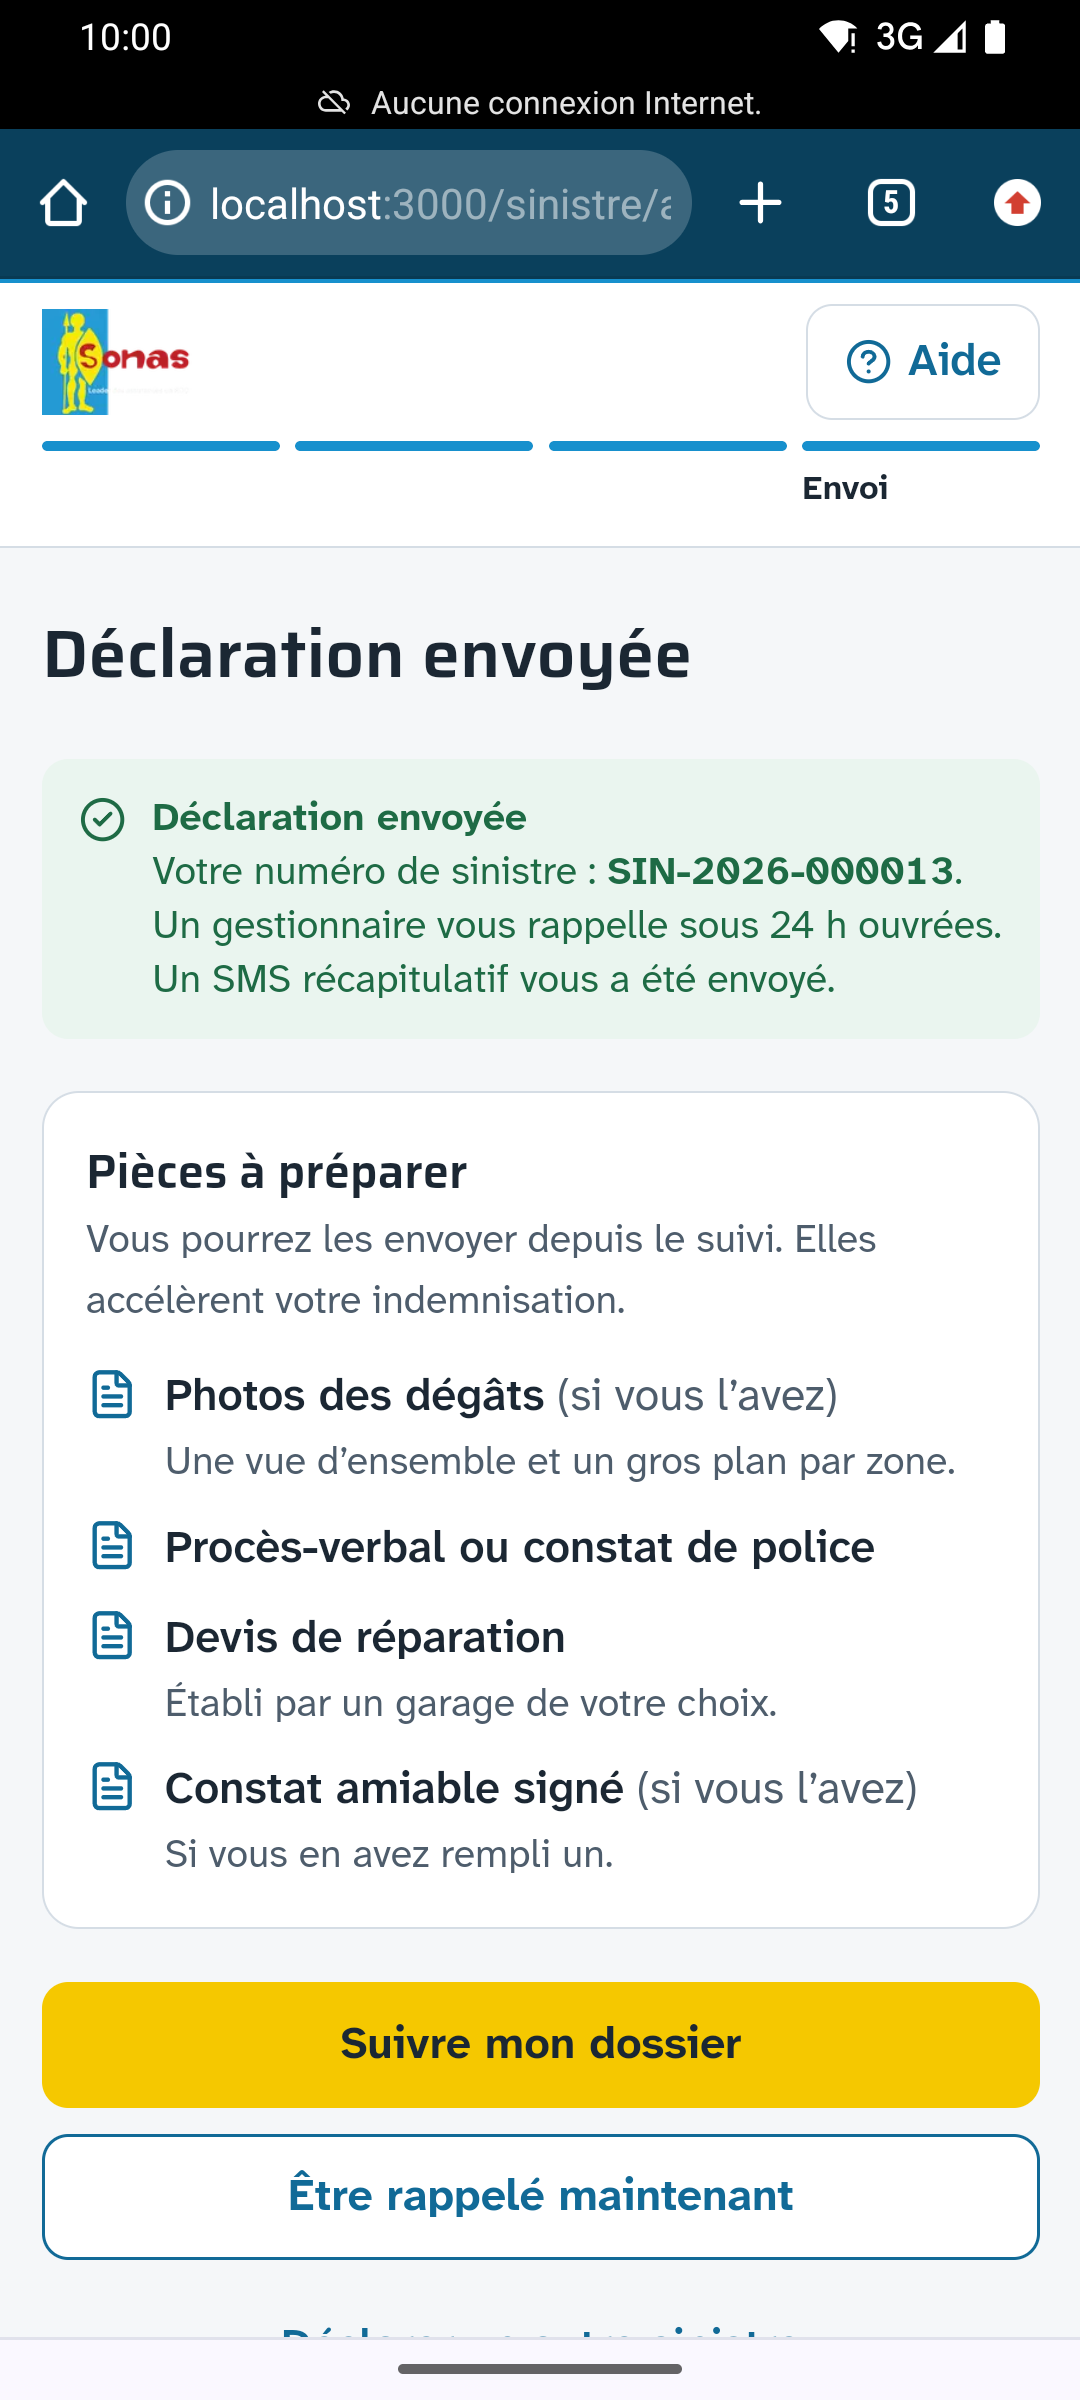 10:00
3G
Aucune connexion Internet.
localhost:3000/sinistre/a
5
Sonas
Aide
Envoi
Déclaration envoyée
Déclaration envoyée
Votre numéro de sinistre : SIN-2026-000013.
Un gestionnaire vous rappelle sous 24 h ouvrées.
Un SMS récapitulatif vous a été envoyé.
Pièces à préparer
Vous pourrez les envoyer depuis le suivi. Elles
accélèrent votre indemnisation.
Photos des dégâts (si vous l’avez)
Une vue d’ensemble et un gros plan par zone.
Procès-verbal ou constat de police
Devis de réparation
Établi par un garage de votre choix.
Constat amiable signé (si vous l’avez)
Si vous en avez rempli un.
Suivre mon dossier
Être rappelé maintenant